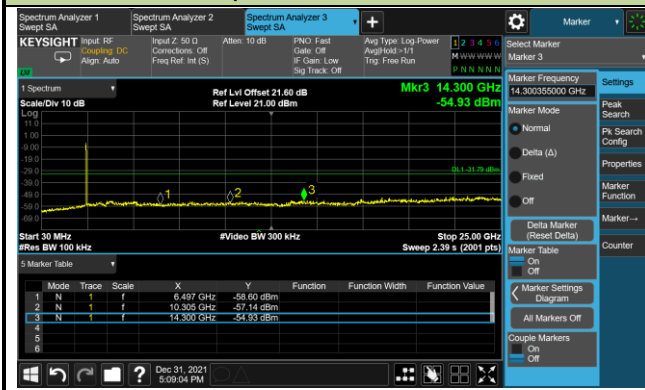 Spectrum Analyzer 1
Swept SA
Spectrum Analyzer 2
Swept SA
Spectrum Analyzer 3
Swept SA
Marker
KEYSIGHT
Input: RF
Coupling: DC
Align: Auto
Input Z: 50 Ω
Corrections: Off
Freq Ref: Int (S)
Atten: 10 dB
PNO: Fast
Gate: Off
IF Gain: Low
Sig Track: Off
Avg Type: Log-Power
Avg|Hold:>1/1
Trig: Free Run
1 2 3 4 5 6
M W W W W W
P N N N N N
LNI
Select Marker
Marker 3
1 Spectrum
Scale/Div 10 dB
Ref Lvl Offset 21.60 dB
Ref Level 21.00 dBm
Mkr3 14.300 GHz
-54.93 dBm
Log
11.0
1.00
-9.00
-19.0
-29.0
-39.0
-49.0
-59.0
-69.0
DL1 -31.79 dBm
1
2
3
Start 30 MHz
#Video BW 300 kHz
Stop 25.00 GHz
#Res BW 100 kHz
Sweep 2.39 s (2001 pts)
5 Marker Table
Mode Trace Scale X Y Function Function Width Function Value
1 N 1 f 6.497 GHz -58.60 dBm
2 N 1 f 10.305 GHz -57.14 dBm
3 N 1 f 14.300 GHz -54.93 dBm
4
5
6
Dec 31, 2021
5:09:04 PM
Marker Frequency
14.300355000 GHz
Marker Mode
Normal
Delta (Δ)
Fixed
Off
Delta Marker
(Reset Delta)
Marker Table
On
Off
Marker Settings
Diagram
All Markers Off
Couple Markers
On
Off
Settings
Peak
Search
Pk Search
Config
Properties
Marker
Function
Marker→
Counter